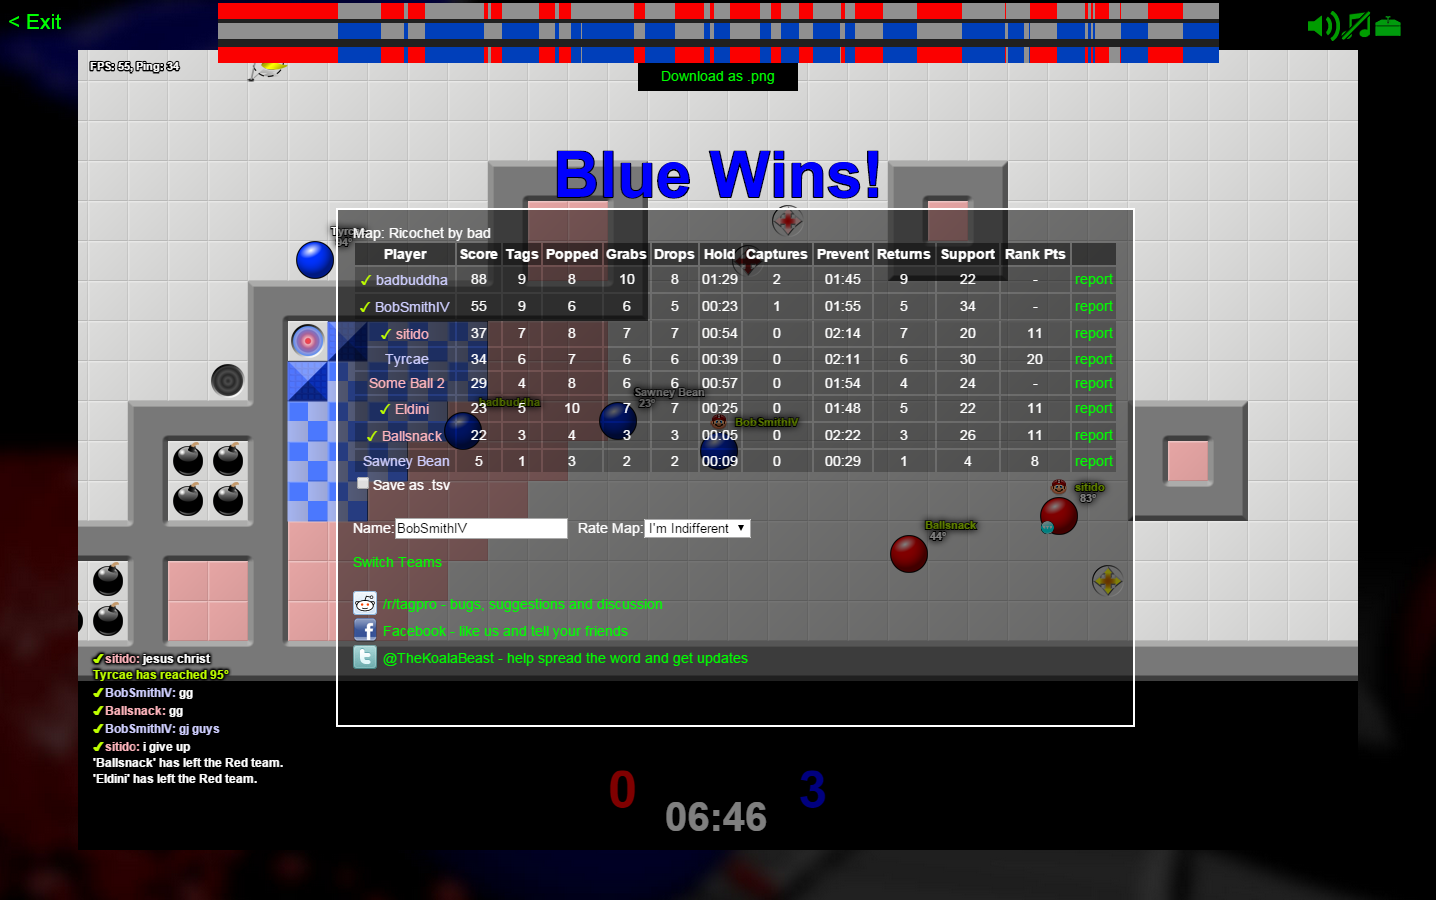 < Exit
FPS: 55, Ping: 34
Download as .png
Blue Wins!
Map: Ricochet by bad
Player Score Tags Popped Grabs Drops Hold Captures Prevent Returns Support Rank Pts
✓ badbuddha 88 9 8 10 8 01:29 2 01:45 9 22 - report
✓ BobSmithIV 55 9 6 6 5 00:23 1 01:55 5 34 - report
✓ sitido 37 7 8 7 7 00:54 0 02:14 7 20 11 report
Tyrcae 34 6 7 6 6 00:39 0 02:11 6 30 20 report
Some Ball 2 29 4 8 6 6 00:57 0 01:54 4 24 - report
✓ Eldini 23 5 10 7 7 00:25 0 01:48 5 22 11 report
✓ Ballsnack 22 3 4 3 3 00:05 0 02:22 3 26 11 report
Sawney Bean 5 1 3 2 2 00:09 0 00:29 1 4 8 report
Save as .tsv
Name: BobSmithIV Rate Map: I'm Indifferent
Switch Teams
/r/tagpro - bugs, suggestions and discussion
Facebook - like us and tell your friends
@TheKoalaBeast - help spread the word and get updates
94°
badbuddha
Sawney Bean
23°
BobSmithIV
sitido
83°
Ballsnack
44°
✓sitido: jesus christ
Tyrcae has reached 95°
✓BobSmithIV: gg
✓Ballsnack: gg
✓BobSmithIV: gj guys
✓sitido: i give up
'Ballsnack' has left the Red team.
'Eldini' has left the Red team.
0 3
06:46